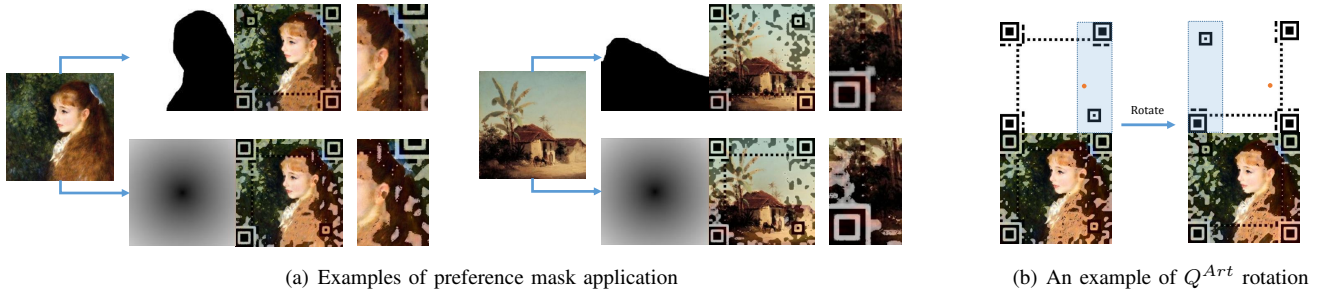 Rotate
(a) Examples of preference mask application
(b) An example of Q^{Art} rotation